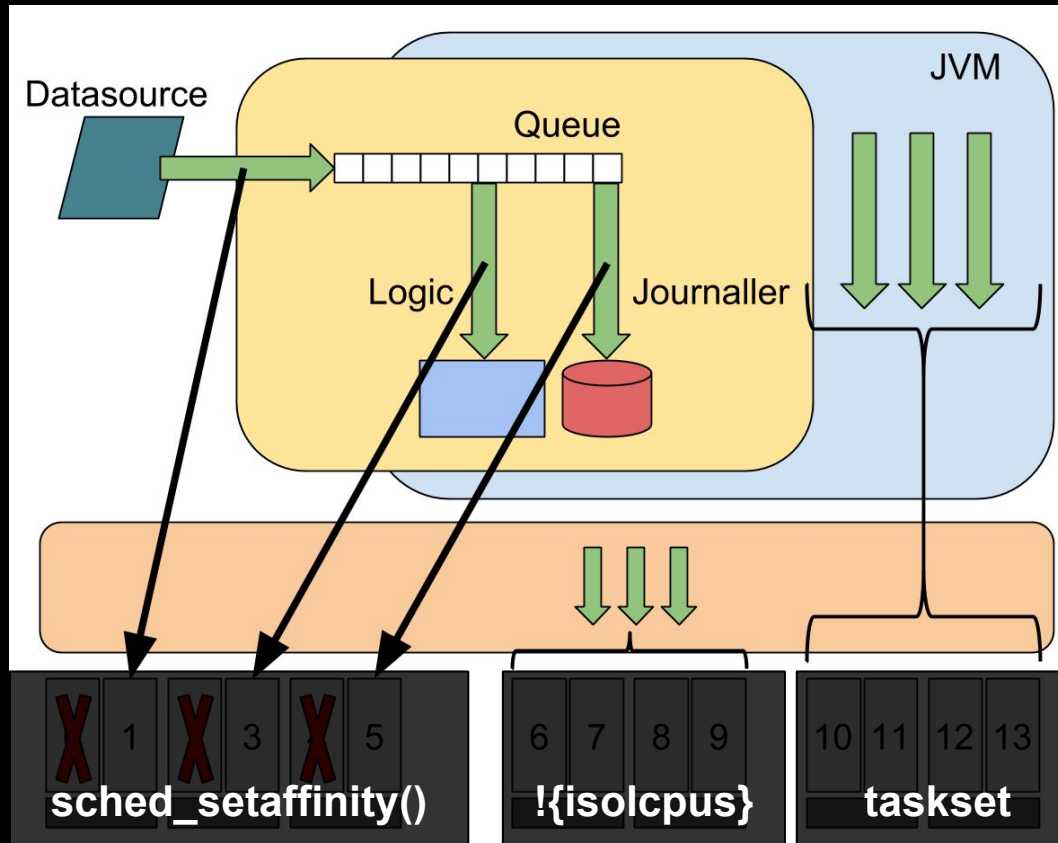 JVM
Datasource
Queue
Logic
Journaller
1 3 5 6 7 8 9 10 11 12 13
sched_setaffinity() !{isolcpus} taskset